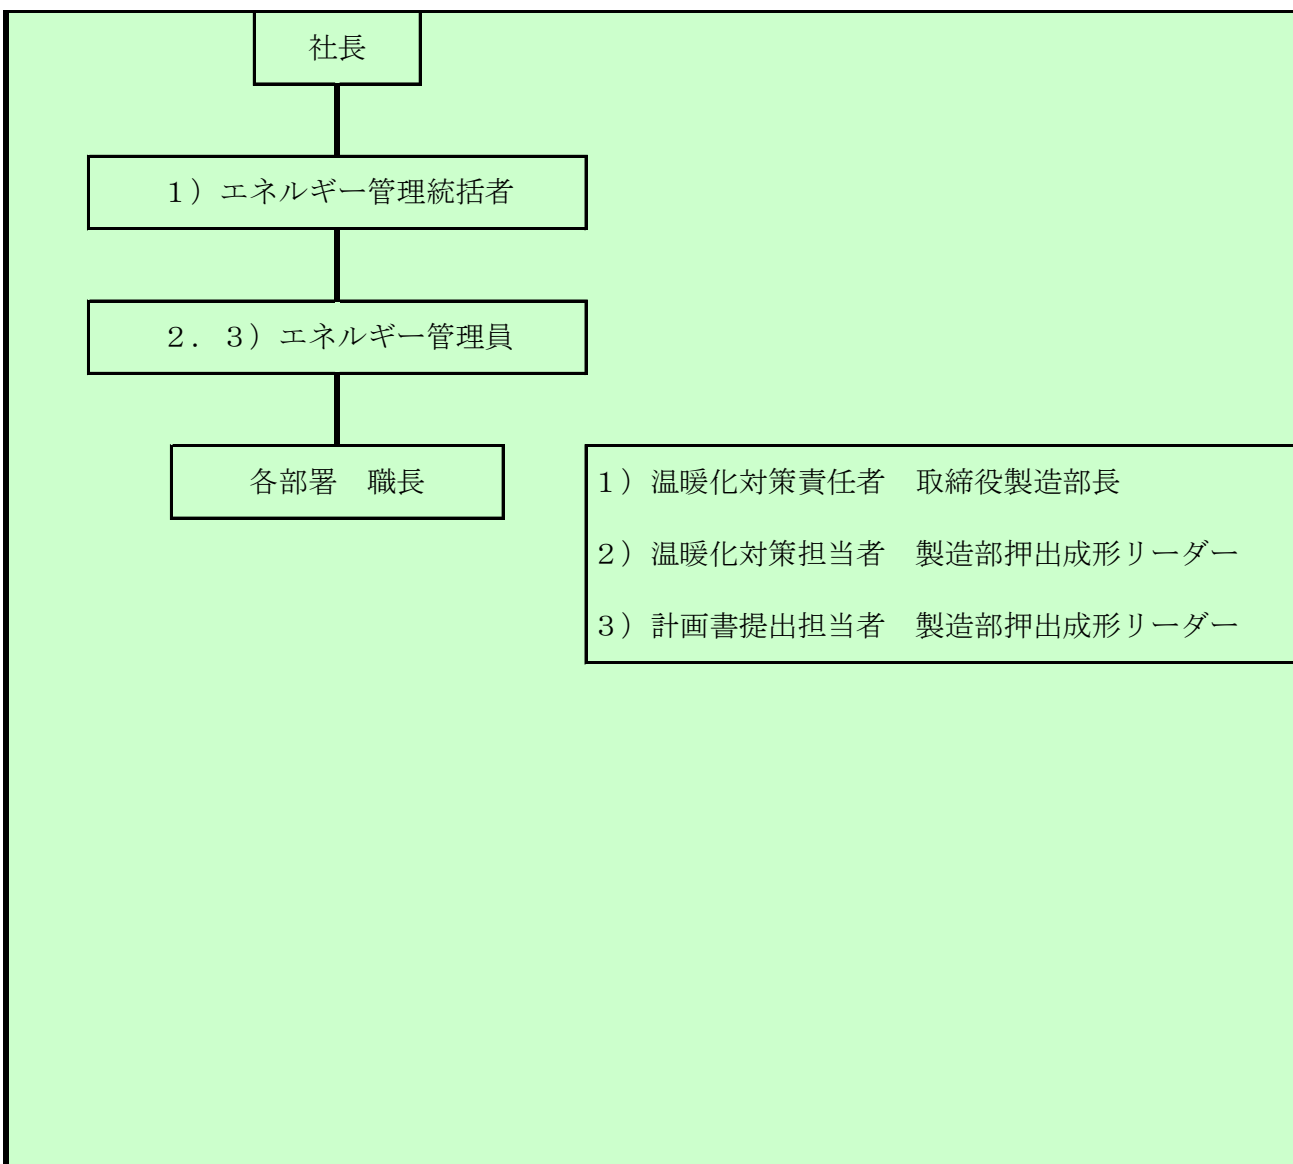 社長
１）エネルギー管理統括者
２．３）エネルギー管理員
各部署　職長
１）温暖化対策責任者　取締役製造部長
２）温暖化対策担当者　製造部押出成形リーダー
３）計画書提出担当者　製造部押出成形リーダー